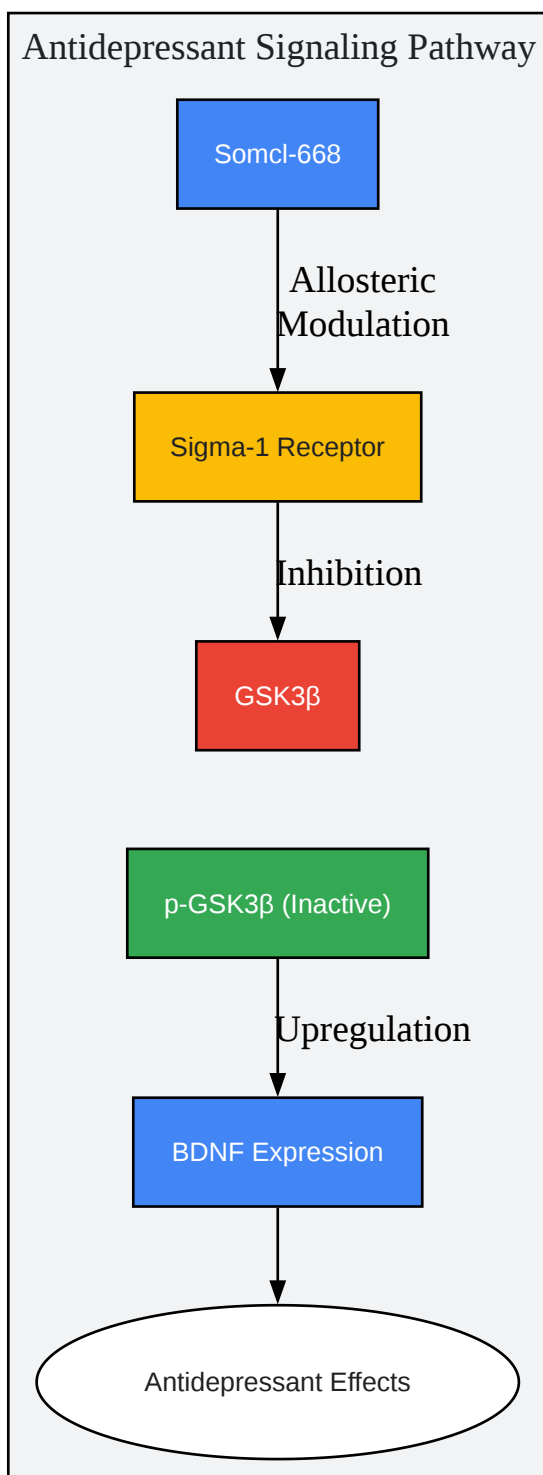 Antidepressant Signaling Pathway
Somcl-668
Allosteric
Modulation
Sigma-1 Receptor
Inhibition
GSK3β
p-GSK3β (Inactive)
Upregulation
BDNF Expression
Antidepressant Effects